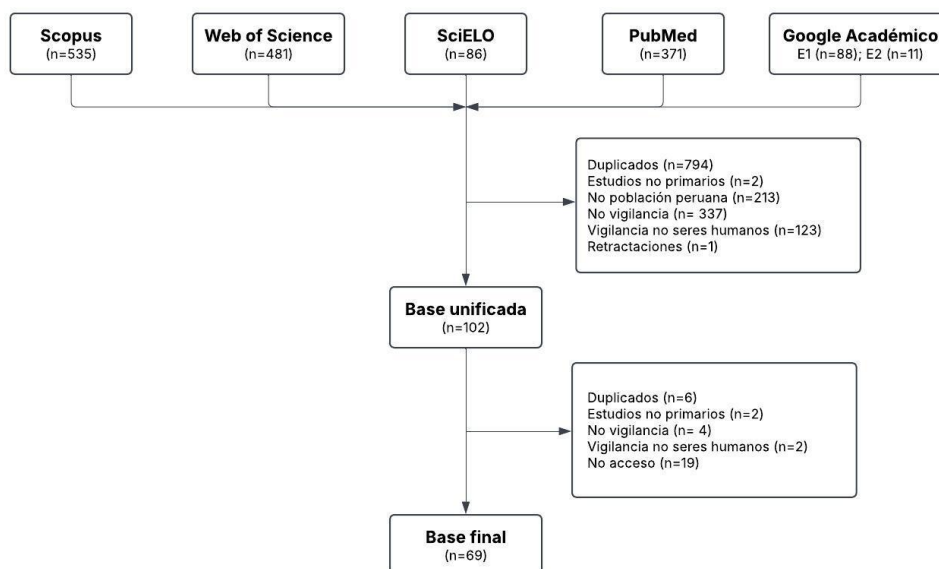 Scopus
(n=535)
Web of Science
(n=481)
SciELO
(n=86)
PubMed
(n=371)
Google Académico
E1 (n=88); E2 (n=11)
Duplicados (n=794)
Estudios no primarios (n=2)
No población peruana (n=213)
No vigilancia (n= 337)
Vigilancia no seres humanos (n=123)
Retractaciones (n=1)
Base unificada
(n=102)
Duplicados (n=6)
Estudios no primarios (n=2)
No vigilancia (n= 4)
Vigilancia no seres humanos (n=2)
No acceso (n=19)
Base final
(n=69)